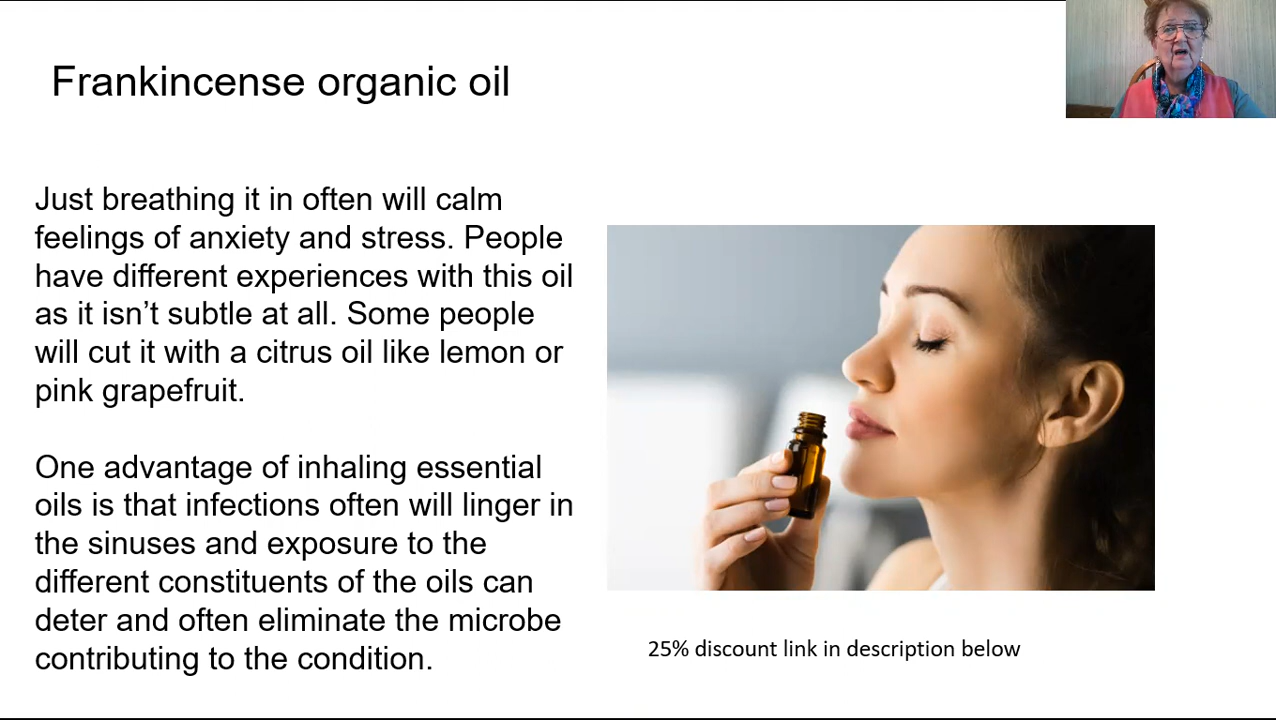 Frankincense organic oil
Just breathing it in often will calm
feelings of anxiety and stress. People
have different experiences with this oil
as it isn’t subtle at all. Some people
will cut it with a citrus oil like lemon or
pink grapefruit.
One advantage of inhaling essential
oils is that infections often will linger in
the sinuses and exposure to the
different constituents of the oils can
deter and often eliminate the microbe
contributing to the condition.
25% discount link in description below